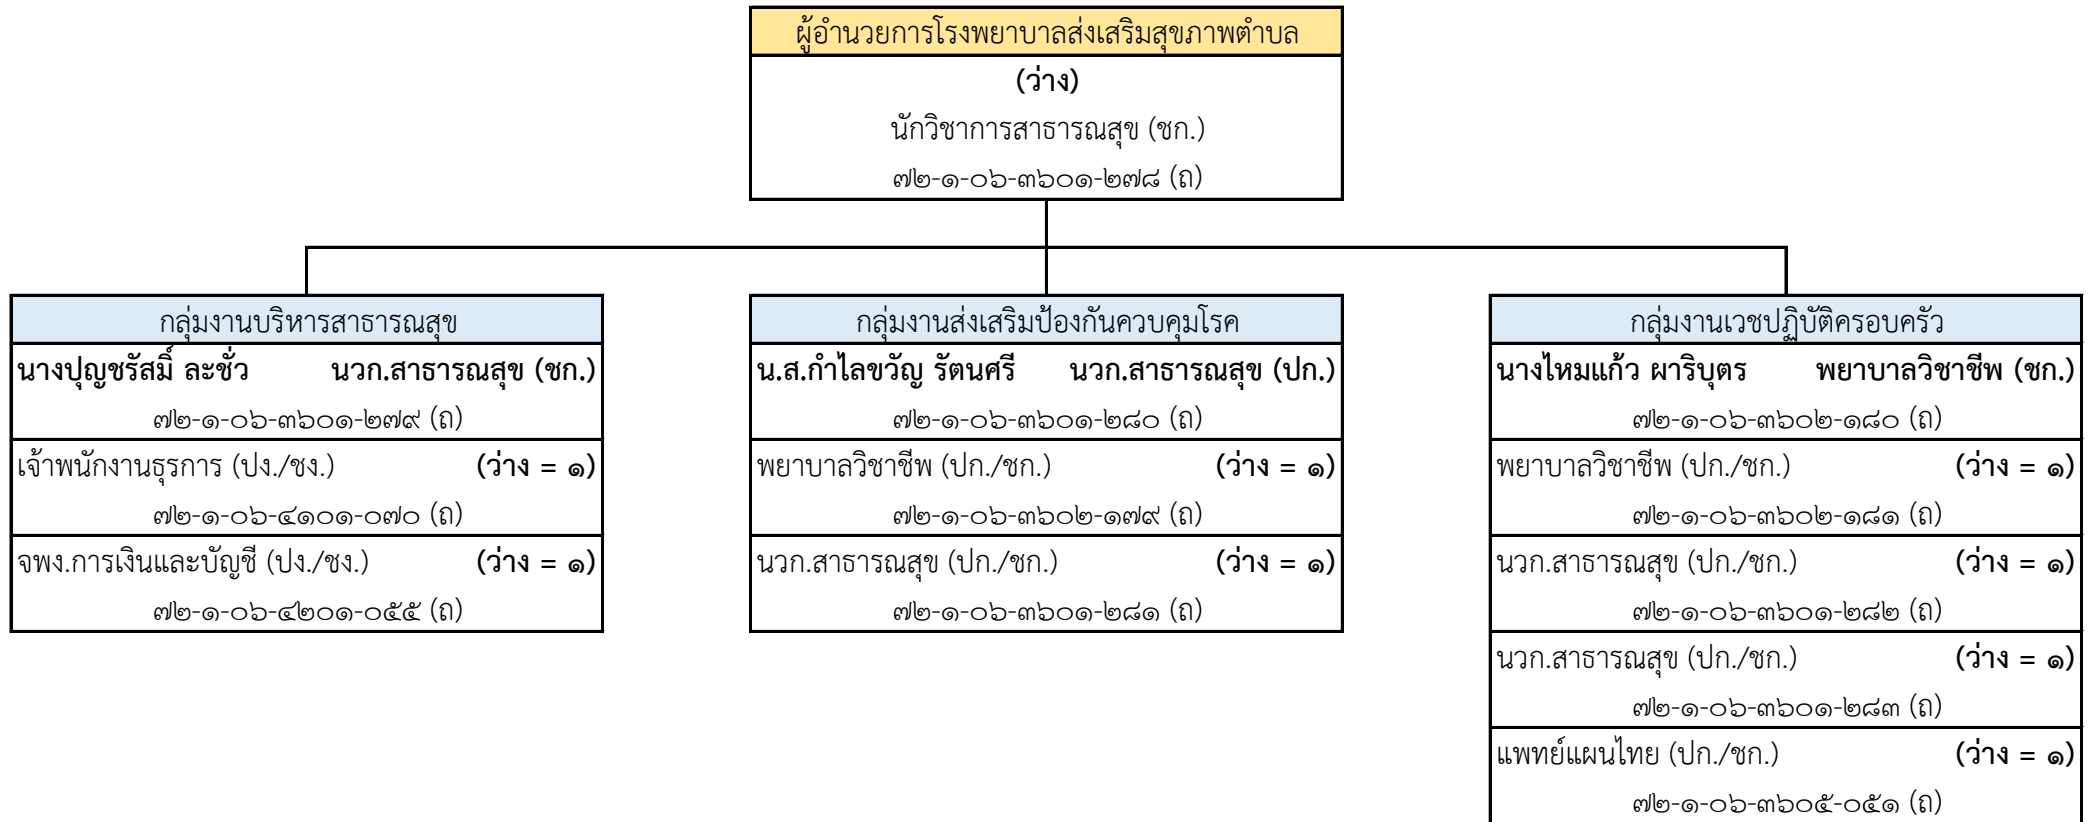 ผู้อำนวยการโรงพยาบาลส่งเสริมสุขภาพตำบล
(ว่าง)
นักวิชาการสาธารณสุข (ชก.)
๗๒-๑-๐๖-๓๖๐๑-๒๗๘ (ถ)
กลุ่มงานบริหารสาธารณสุข
นางปุญชรัสมิ์ ละชั่ว นวก.สาธารณสุข (ชก.)
๗๒-๑-๐๖-๓๖๐๑-๒๗๙ (ถ)
เจ้าพนักงานธุรการ (ปง./ชง.) (ว่าง = ๑)
๗๒-๑-๐๖-๔๑๐๑-๐๗๐ (ถ)
จพง.การเงินและบัญชี (ปง./ชง.) (ว่าง = ๑)
๗๒-๑-๐๖-๔๒๐๑-๐๕๕ (ถ)
กลุ่มงานส่งเสริมป้องกันควบคุมโรค
น.ส.กำไลขวัญ รัตนศรี นวก.สาธารณสุข (ปก.)
๗๒-๑-๐๖-๓๖๐๑-๒๘๐ (ถ)
พยาบาลวิชาชีพ (ปก./ชก.) (ว่าง = ๑)
๗๒-๑-๐๖-๓๖๐๒-๑๗๙ (ถ)
นวก.สาธารณสุข (ปก./ชก.) (ว่าง = ๑)
๗๒-๑-๐๖-๓๖๐๑-๒๘๑ (ถ)
กลุ่มงานเวชปฏิบัติครอบครัว
นางไหมแก้ว ผาริบุตร พยาบาลวิชาชีพ (ชก.)
๗๒-๑-๐๖-๓๖๐๒-๑๘๐ (ถ)
พยาบาลวิชาชีพ (ปก./ชก.) (ว่าง = ๑)
๗๒-๑-๐๖-๓๖๐๒-๑๘๑ (ถ)
นวก.สาธารณสุข (ปก./ชก.) (ว่าง = ๑)
๗๒-๑-๐๖-๓๖๐๑-๒๘๒ (ถ)
นวก.สาธารณสุข (ปก./ชก.) (ว่าง = ๑)
๗๒-๑-๐๖-๓๖๐๑-๒๘๓ (ถ)
แพทย์แผนไทย (ปก./ชก.) (ว่าง = ๑)
๗๒-๑-๐๖-๓๖๐๕-๐๕๑ (ถ)